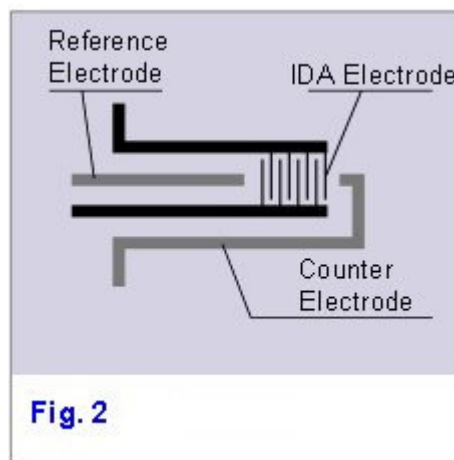 Reference
Electrode
IDA Electrode
Counter
Electrode
Fig. 2